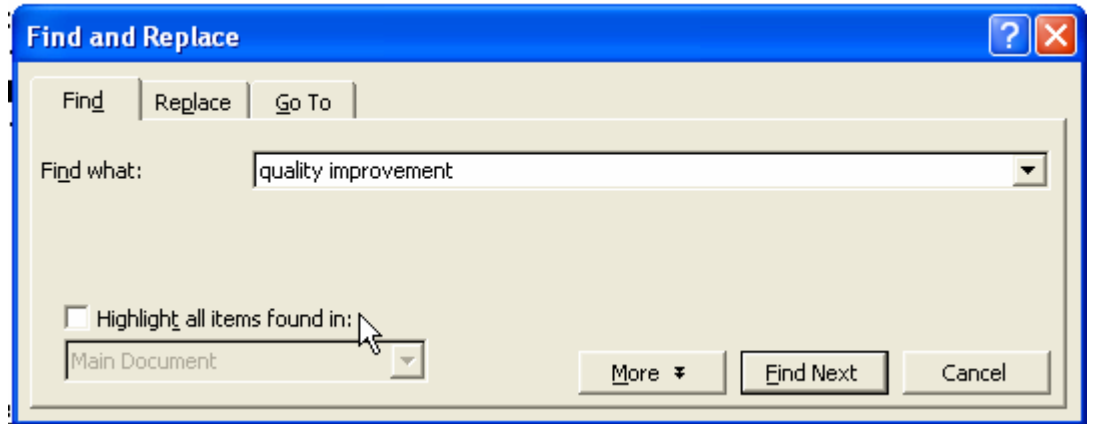 Find and Replace
Find Replace Go To
Find what: quality improvement
Highlight all items found in:
Main Document
More Find Next Cancel